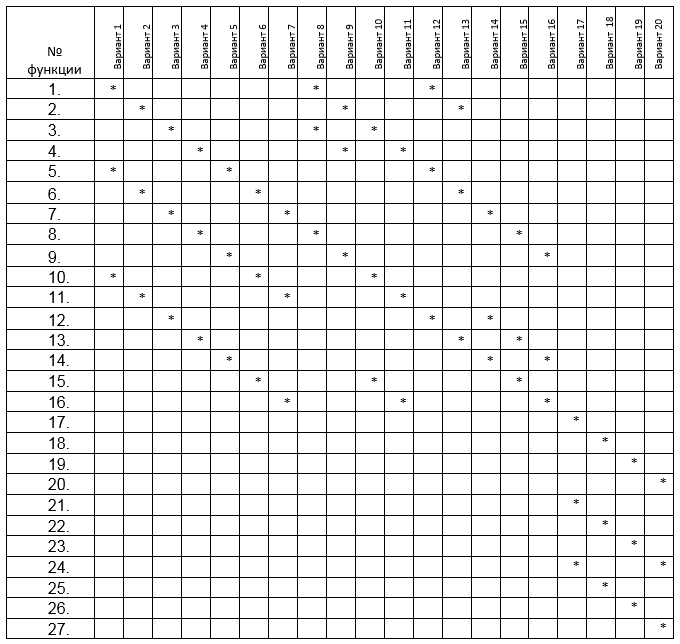 № функции Вариант 1 Вариант 2 Вариант 3 Вариант 4 Вариант 5 Вариант 6 Вариант 7 Вариант 8 Вариант 9 Вариант 10 Вариант 11 Вариант 12 Вариант 13 Вариант 14 Вариант 15 Вариант 16 Вариант 17 Вариант 18 Вариант 19 Вариант 20
1. * * *
2. * * *
3. * * *
4. * * *
5. * * *
6. * * *
7. * * *
8. * * *
9. * * *
10. * * *
11. * * *
12. * * *
13. * * *
14. * * *
15. * * *
16. * * *
17. *
18. *
19. *
20. *
21. *
22. *
23. *
24. * *
25. *
26. *
27. *